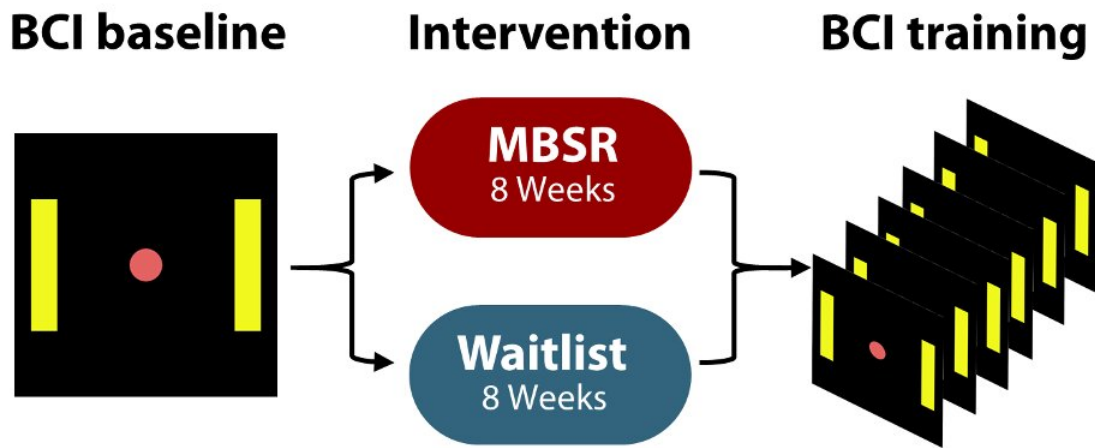 BCI baseline
Intervention
BCI training
MBSR
8 Weeks
Waitlist
8 Weeks